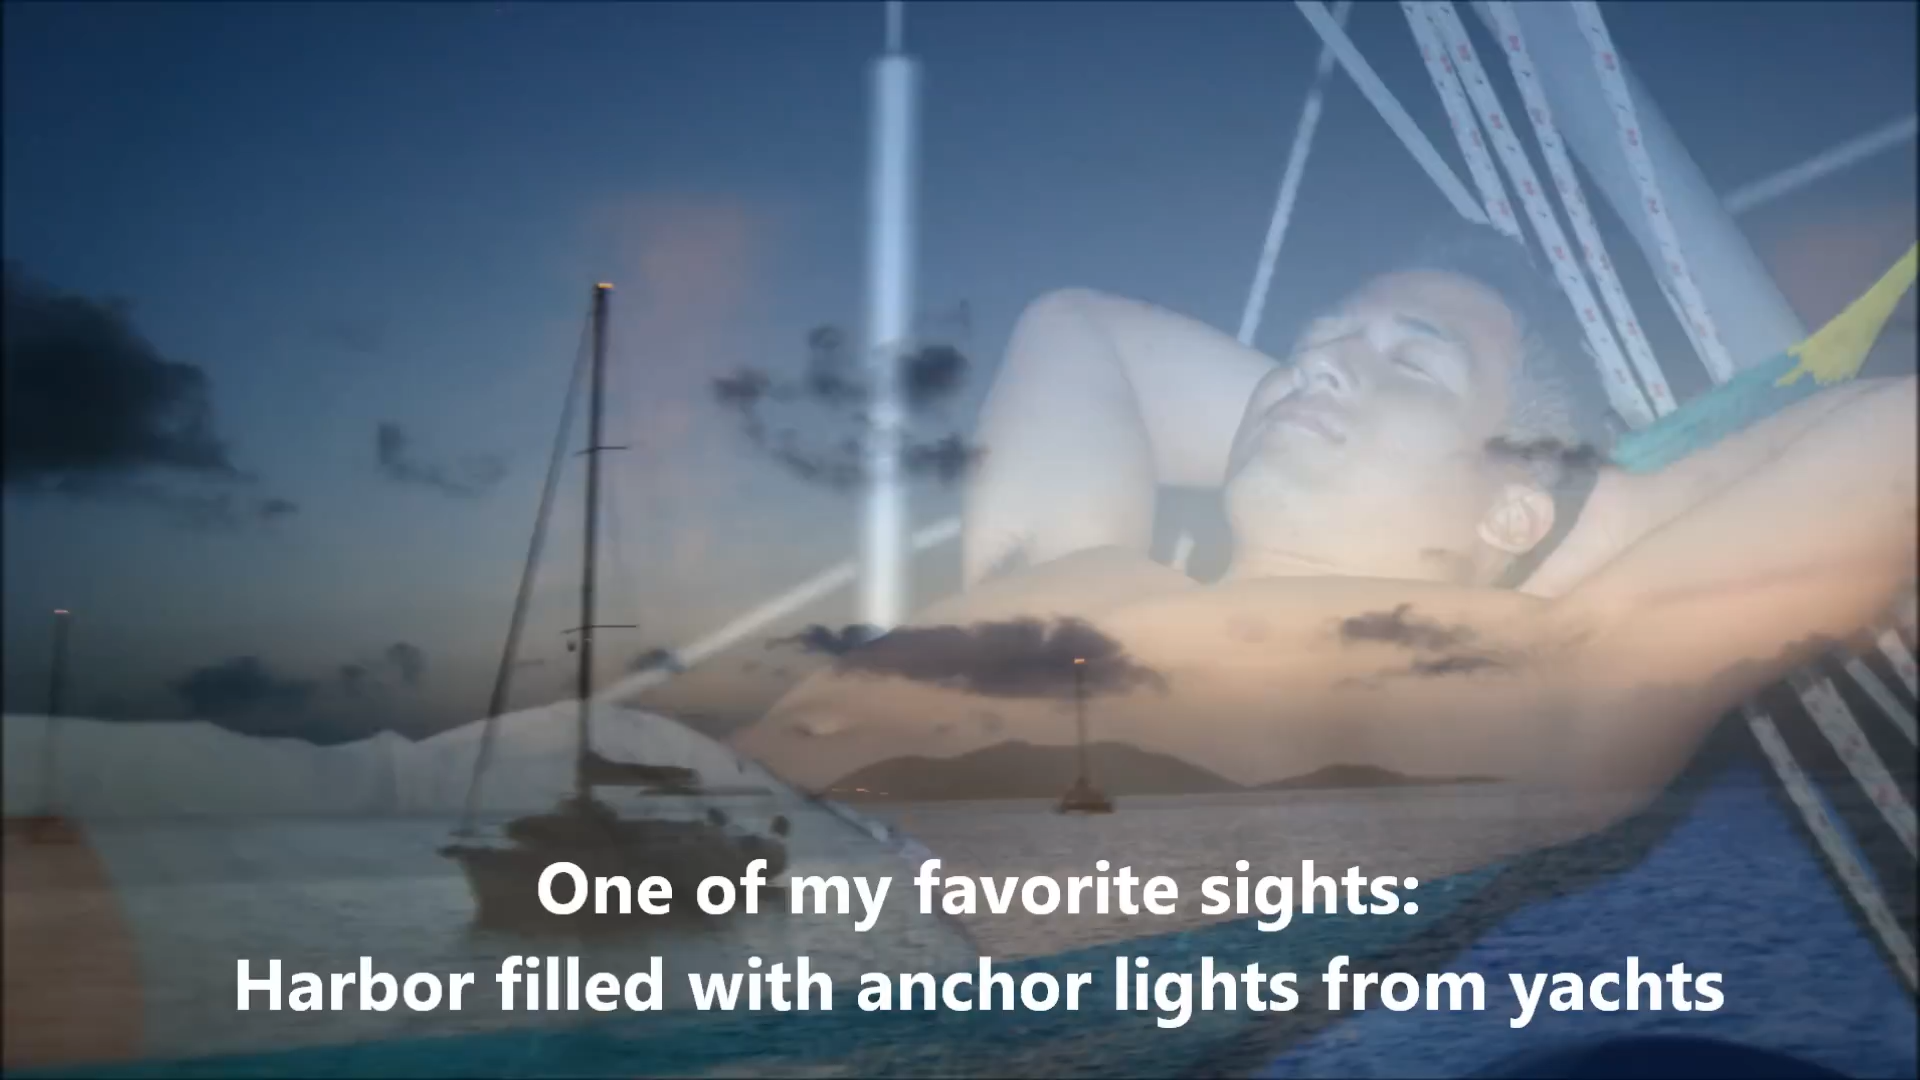 One of my favorite sights:
Harbor filled with anchor lights from yachts